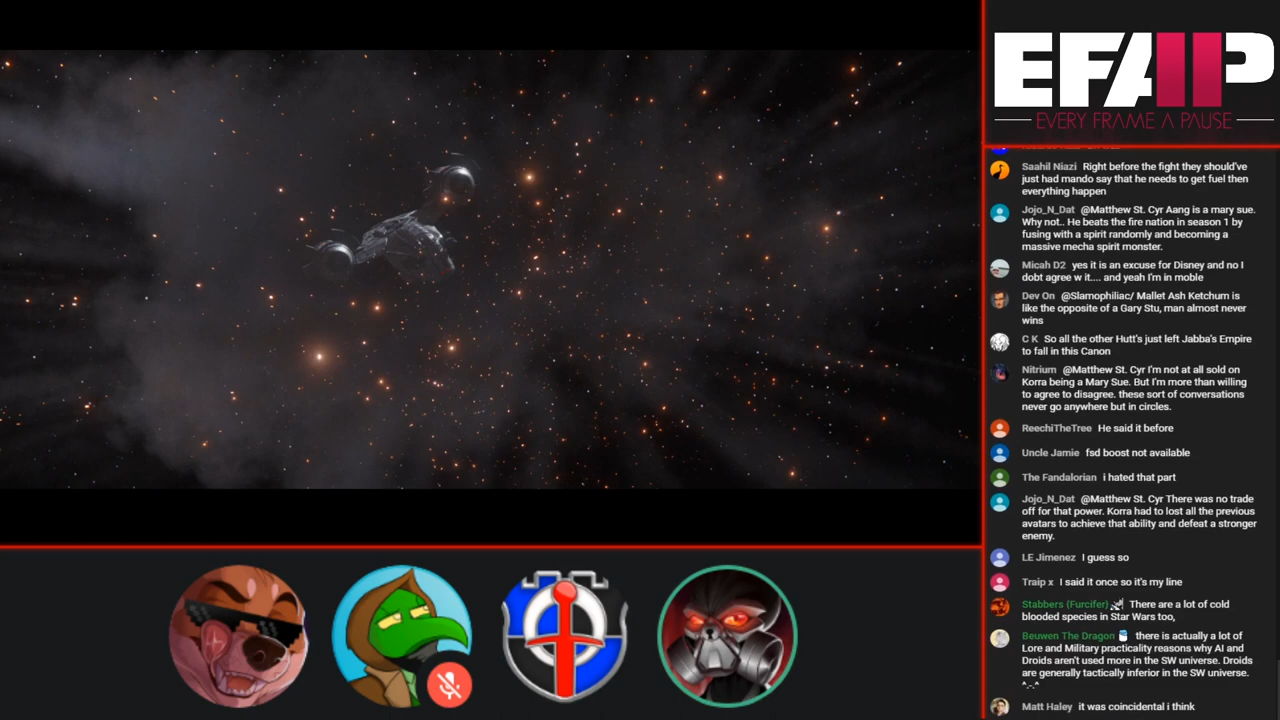 EFAP
EVERY FRAME A PAUSE
Saahil Niazi Right before the fight they should've
just had mando say that he needs to get fuel then
everything happen
Jojo_N_Dat @Matthew St. Cyr Aang is a mary sue.
Why not.. He beats the fire nation in season 1 by
fusing with a spirit randomly and becoming a
massive mecha spirit monster.
Micah D2 yes it is an excuse for Disney and no I
dobt agree w it.... and yeah I'm in moble
Dev On @Slamophiliac/ Mallet Ash Ketchum is
like the opposite of a Gary Stu, man almost never
wins
C K So all the other Hutt's just left Jabba's Empire
to fall in this Canon
Nitrium @Matthew St. Cyr I'm not at all sold on
Korra being a Mary Sue. But I'm more than willing
to agree to disagree. these sort of conversations
never go anywhere but in circles.
ReechiTheTree He said it before
Uncle Jamie fsd boost not available
The Fandalorian i hated that part
Jojo_N_Dat @Matthew St. Cyr There was no trade
off for that power. Korra had to lost all the previous
avatars to achieve that ability and defeat a stronger
enemy.
LE Jimenez I guess so
Traip x I said it once so it's my line
Stabbers (Furcifer) There are a lot of cold
blooded species in Star Wars too,
Beuwen The Dragon there is actually a lot of
Lore and Military practicality reasons why AI and
Droids aren't used more in the SW universe. Droids
are generally tactically inferior in the SW universe.
^-.-^
Matt Haley it was coincidental i think